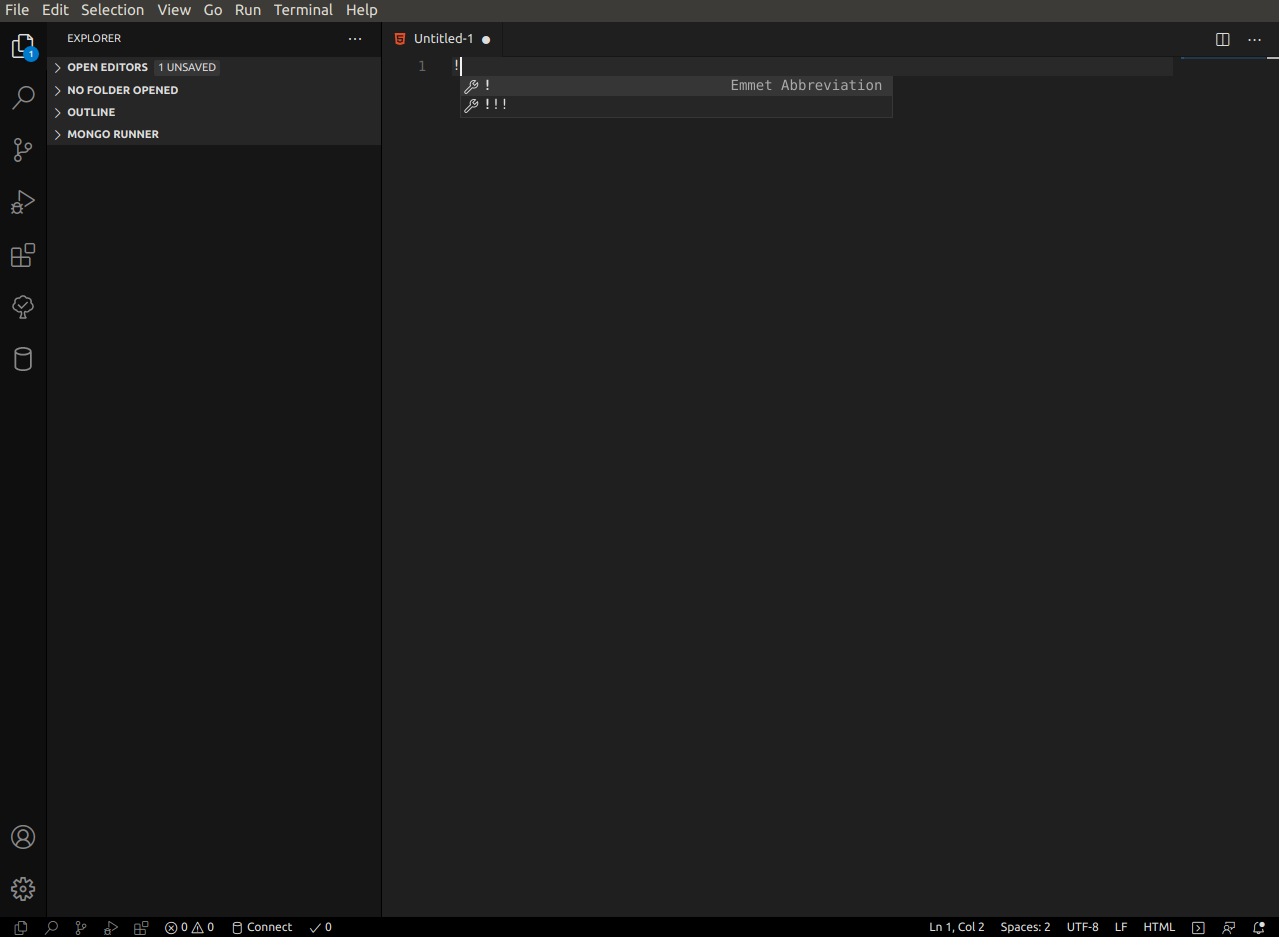 File Edit Selection View Go Run Terminal Help
EXPLORER
Untitled-1
1
OPEN EDITORS 1 UNSAVED
NO FOLDER OPENED
OUTLINE
MONGO RUNNER
1 !
! Emmet Abbreviation
!!!
0 0 Connect 0 Ln 1, Col 2 Spaces: 2 UTF-8 LF HTML